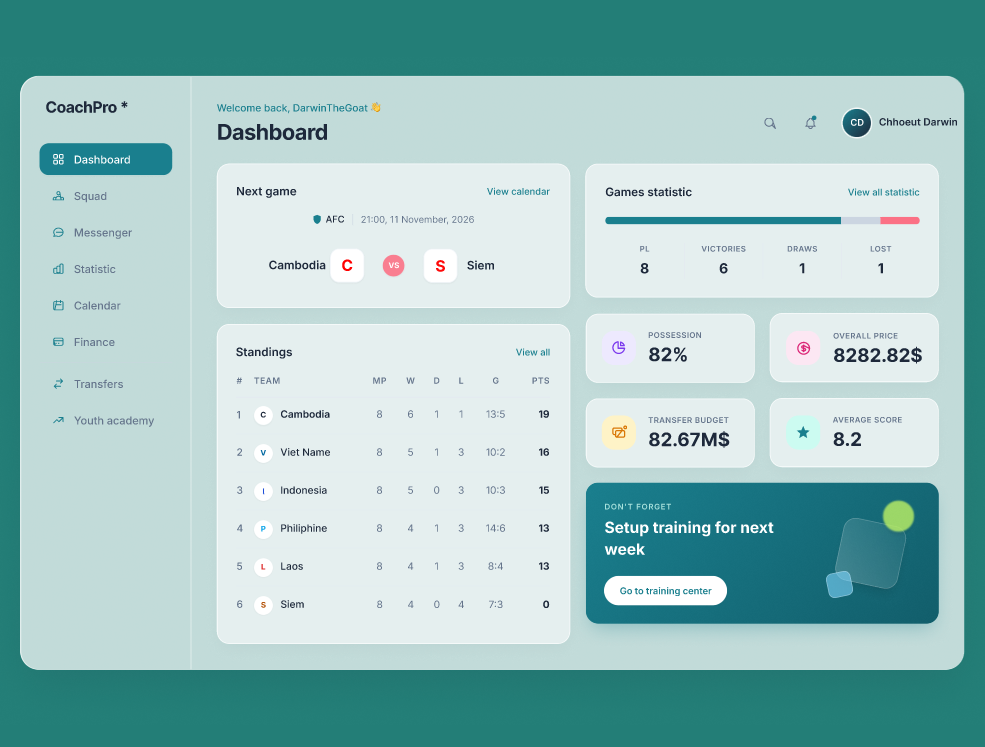 CoachPro *
Dashboard
Squad
Messenger
Statistic
Calendar
Finance
Transfers
Youth academy
Welcome back, DarwinTheGoat 👋
Dashboard
CD Chhoeut Darwin
Next game View calendar
AFC 21:00, 11 November, 2026
Cambodia C VS S Siem
Standings View all
# TEAM MP W D L G PTS
1 C Cambodia 8 6 1 1 13:5 19
2 V Viet Name 8 5 1 3 10:2 16
3 I Indonesia 8 5 0 3 10:3 15
4 P Philiphine 8 4 1 3 14:6 13
5 L Laos 8 4 1 3 8:4 13
6 S Siem 8 4 0 4 7:3 0
Games statistic View all statistic
PL VICTORIES DRAWS LOST
8 6 1 1
POSSESSION
82%
OVERALL PRICE
8282.82$
TRANSFER BUDGET
82.67M$
AVERAGE SCORE
8.2
DON'T FORGET
Setup training for next
week
Go to training center